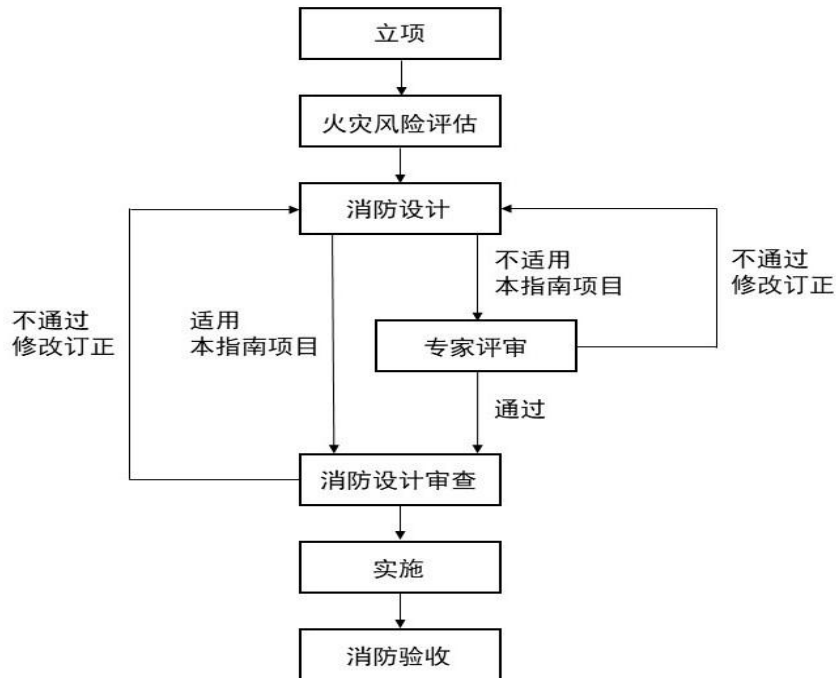 立项
火灾风险评估
消防设计
不适用
本指南项目
不通过
修改订正
不通过
修改订正
适用
本指南项目
专家评审
通过
消防设计审查
实施
消防验收